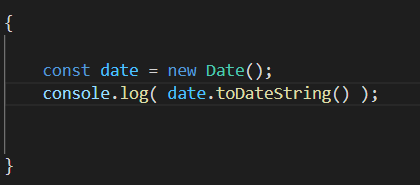 {
const date = new Date();
console.log( date.toDateString() );
}